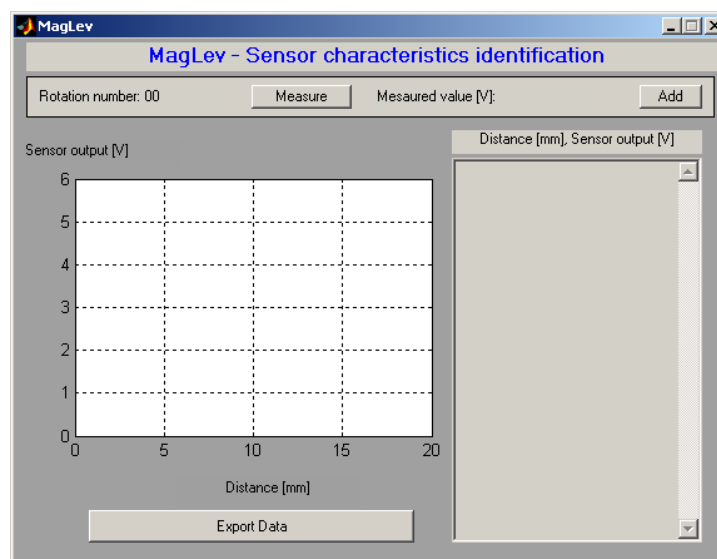 MagLev
MagLev - Sensor characteristics identification
Rotation number: 00 Measure Mesaured value [V]: Add
Sensor output [V]
Distance [mm], Sensor output [V]
6
5
4
3
2
1
0
0 5 10 15 20
Distance [mm]
Export Data